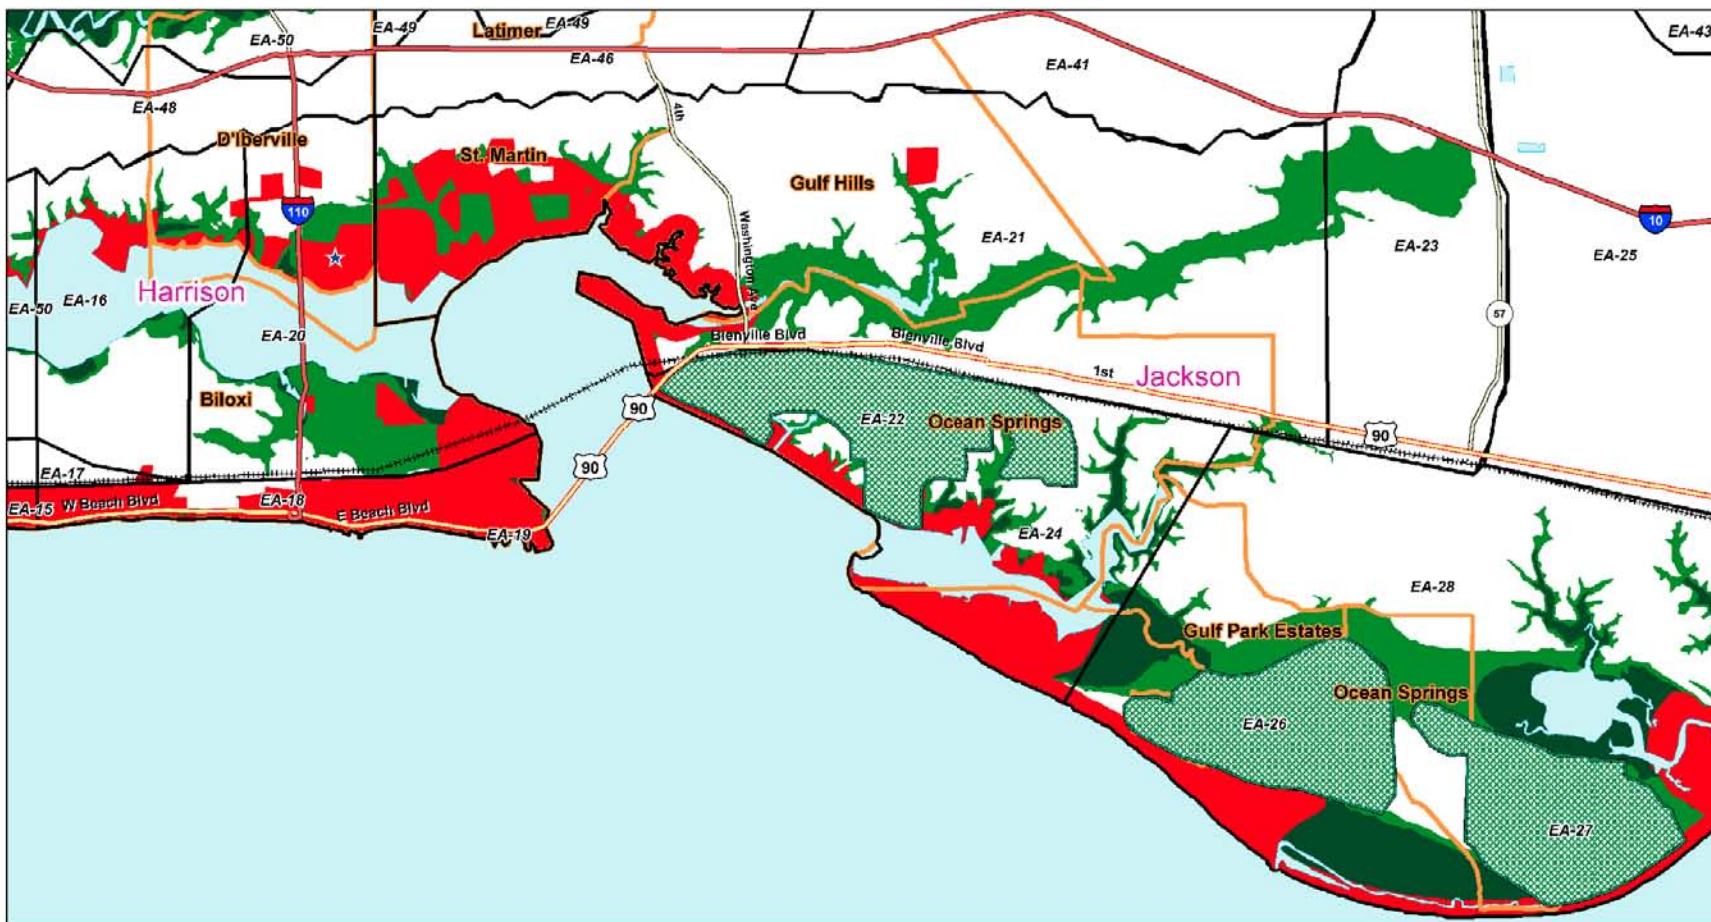 EA-49
Latimer
EA-49
EA-43
EA-50
EA-46
EA-41
EA-48
4th
D'Iberville
St. Martin
Gulf Hills
110
Washington Ave
10
EA-21
EA-23
EA-25
EA-50
EA-16
Harrison
57
EA-20
Bienville Blvd
Bienville Blvd
1st
Jackson
Biloxi
90
EA-22
Ocean Springs
90
90
EA-17
EA-15
W Beach Blvd
EA-18
E Beach Blvd
EA-19
EA-24
EA-28
Gulf Park Estates
Ocean Springs
EA-26
EA-27